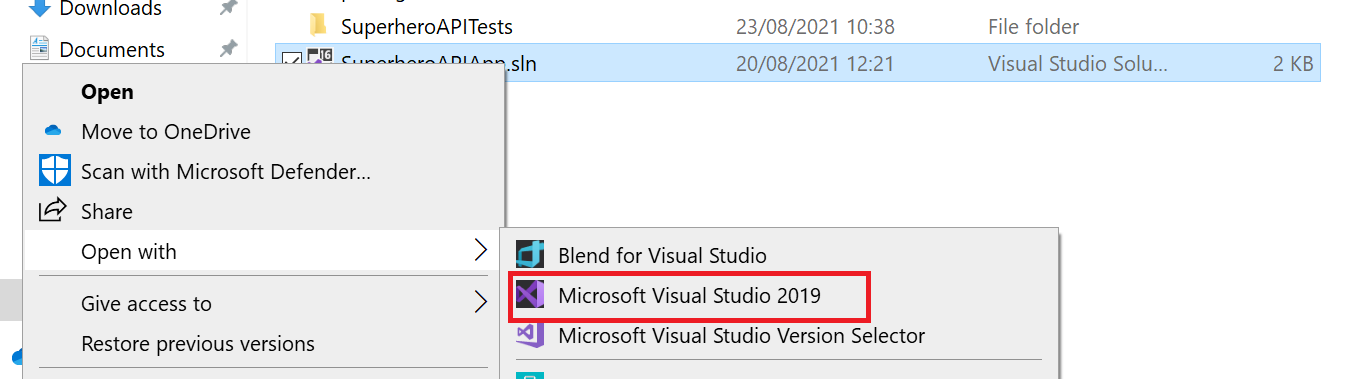 Downloads
SuperheroAPITests 23/08/2021 10:38 File folder
Documents
SuperheroAPIApp.sln 20/08/2021 12:21 Visual Studio Solu... 2 KB
Open
Move to OneDrive
Scan with Microsoft Defender...
Share
Open with
Blend for Visual Studio
Give access to
Microsoft Visual Studio 2019
Restore previous versions
Microsoft Visual Studio Version Selector